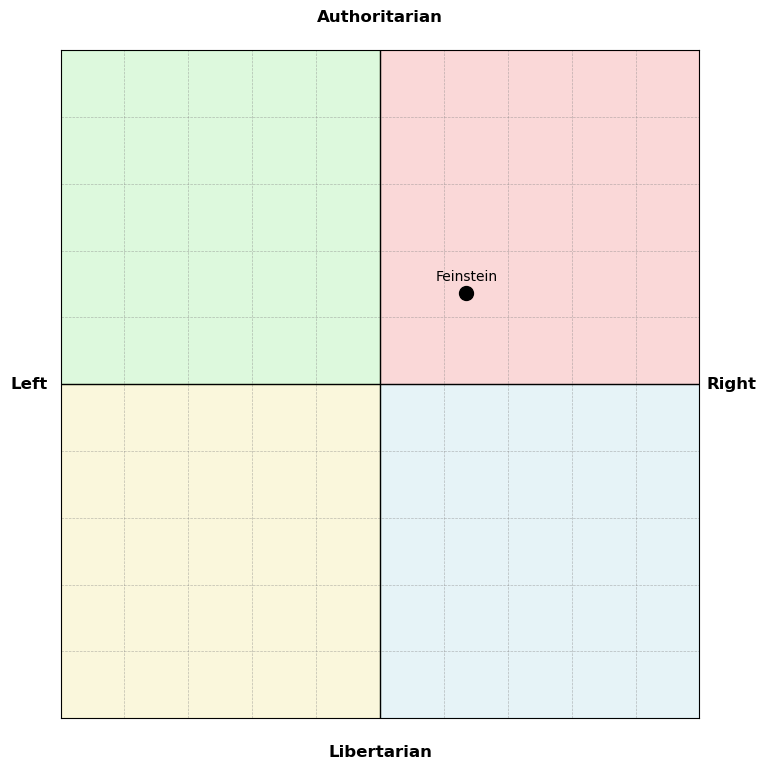 Authoritarian
Feinstein
Left
Right
Libertarian